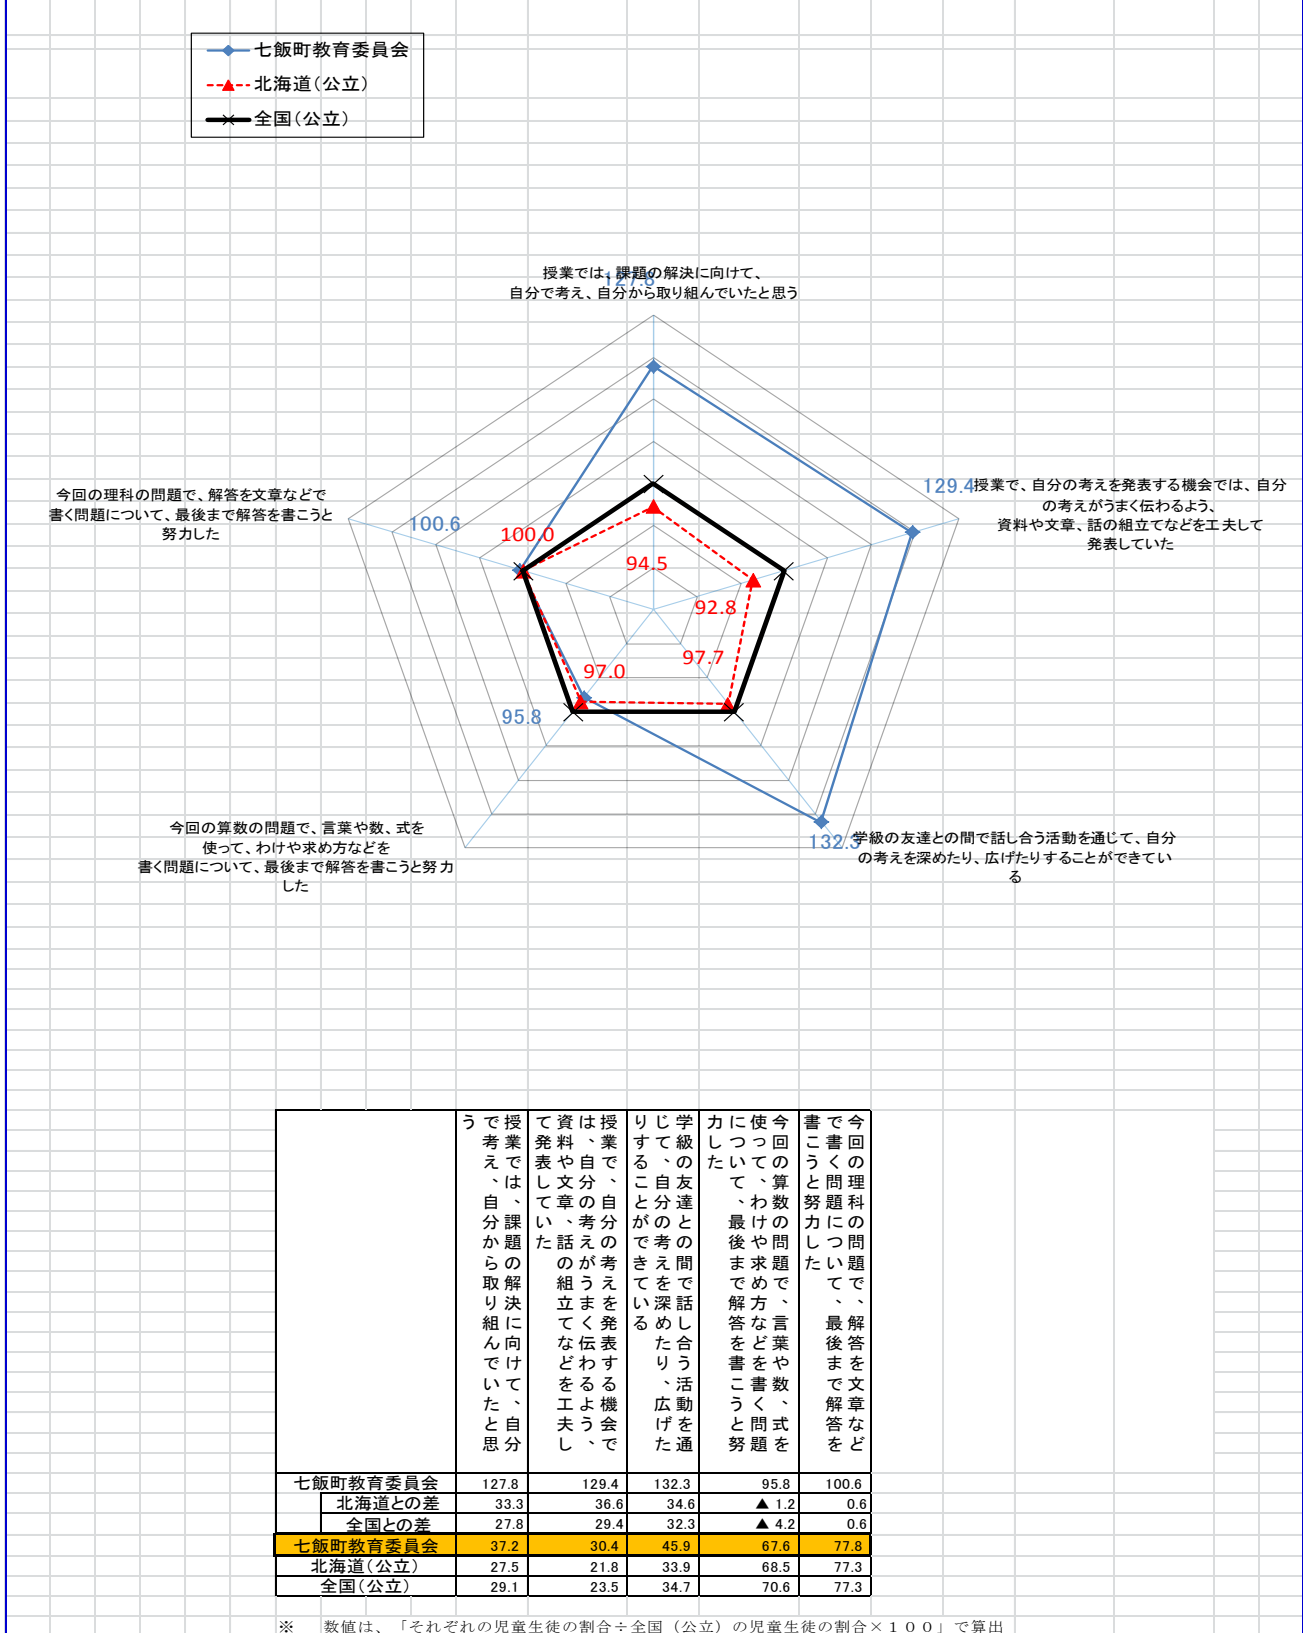 七飯町教育委員会
北海道(公立)
全国(公立)
授業では、課題の解決に向けて、
自分で考え、自分から取り組んでいたと思う
127.8
129.4
授業で、自分の考えを発表する機会では、自分
の考えがうまく伝わるよう、
資料や文章、話の組立てなどを工夫して
発表していた
今回の理科の問題で、解答を文章などで
書く問題について、最後まで解答を書こうと
努力した
100.6
100.0
94.5
92.8
97.7
97.0
95.8
132.3
学級の友達との間で話し合う活動を通じて、自分
の考えを深めたり、広げたりすることができてい
る
今回の算数の問題で、言葉や数、式を
使って、わけや求め方などを
書く問題について、最後まで解答を書こうと努力
した
授業では、課題の解決に向けて、自分
で考え、自分から取り組んでいたと思
う
授業で、自分の考えを発表する機会で
は、自分の考えがうまく伝わるよう、
資料や文章、話の組立てなどを工夫し
て発表していた
学級の友達との間で話し合う活動を通
じて、自分の考えを深めたり、広げた
りすることができている
今回の算数の問題で、言葉や数、式を
使って、わけや求め方などを書く問題
について、最後まで解答を書こうと努
力した
今回の理科の問題で、解答を文章など
で書く問題について、最後まで解答を
書こうと努力した
七飯町教育委員会 127.8 129.4 132.3 95.8 100.6
北海道との差 33.3 36.6 34.6 ▲ 1.2 0.6
全国との差 27.8 29.4 32.3 ▲ 4.2 0.6
七飯町教育委員会 37.2 30.4 45.9 67.6 77.8
北海道(公立) 27.5 21.8 33.9 68.5 77.3
全国(公立) 29.1 23.5 34.7 70.6 77.3
※ 数値は、「それぞれの児童生徒の割合÷全国(公立)の児童生徒の割合×100」で算出